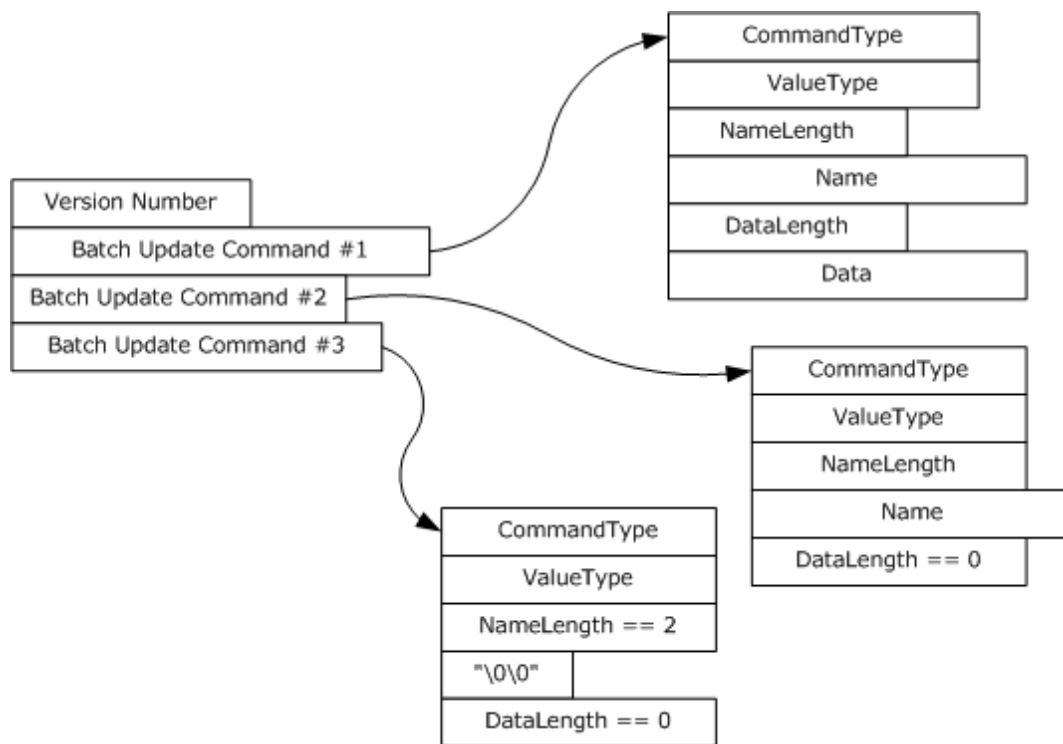 Version Number
Batch Update Command #1
Batch Update Command #2
Batch Update Command #3
CommandType
ValueType
NameLength
Name
DataLength
Data
CommandType
ValueType
NameLength
Name
DataLength == 0
CommandType
ValueType
NameLength == 2
"\0\0"
DataLength == 0